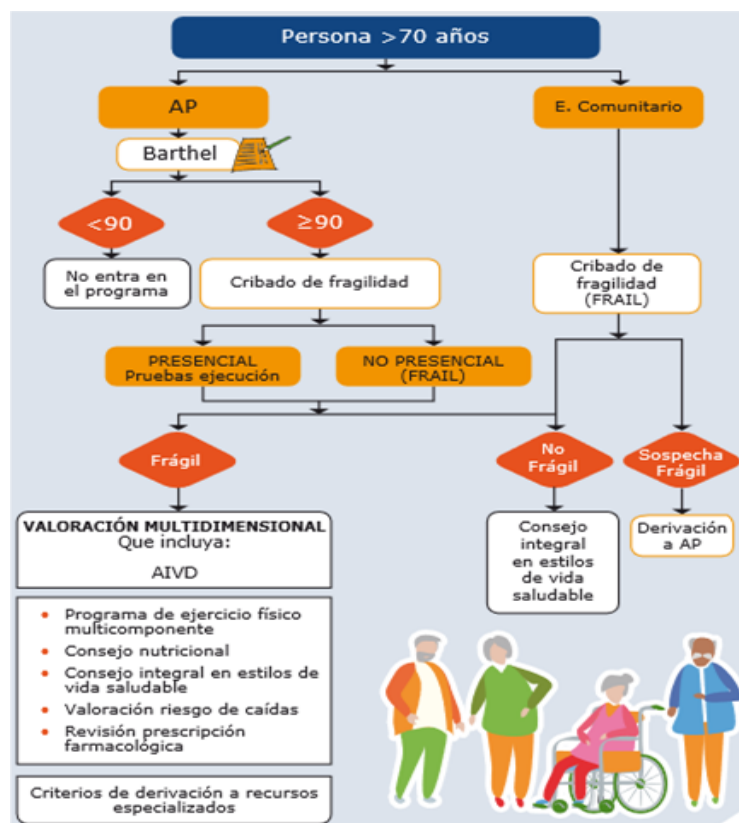 Persona >70 años
AP
E. Comunitario
Barthel
<90
≥90
No entra en
el programa
Cribado de fragilidad
Cribado de
fragilidad
(FRAIL)
PRESENCIAL
Pruebas ejecución
NO PRESENCIAL
(FRAIL)
Frágil
No
Frágil
Sospecha
Frágil
VALORACIÓN MULTIDIMENSIONAL
Que incluya:
AIVD
Consejo
integral
en estilos
de vida
saludable
Derivación
a AP
• Programa de ejercicio físico
multicomponente
• Consejo nutricional
• Consejo integral en estilos de
vida saludable
• Valoración riesgo de caídas
• Revisión prescripción
farmacológica
Criterios de derivación a recursos
especializados